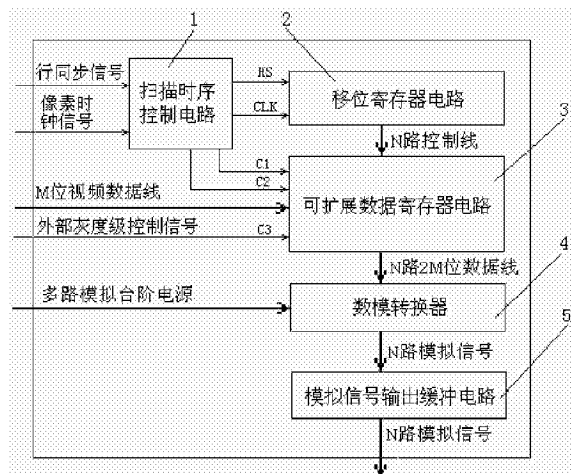 1
2
行同步信号
扫描时序
控制电路
HS
移位寄存器电路
像素时
钟信号
CLK
N路控制线
3
C1
C2
M位视频数据线
可扩展数据寄存器电路
外部灰度级控制信号
C3
N路2M位数据线
4
多路模拟台阶电源
数模转换器
N路模拟信号
5
模拟信号输出缓冲电路
N路模拟信号